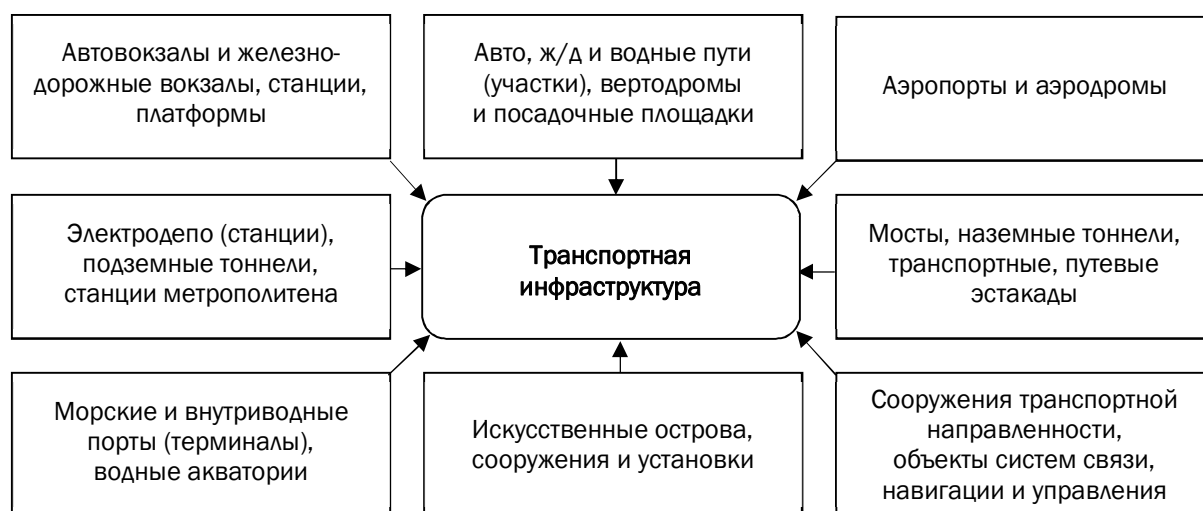 Автовокзалы и железно-
дорожные вокзалы, станции,
платформы
Авто, ж/д и водные пути
(участки), вертодромы
и посадочные площадки
Аэропорты и аэродромы
Электродепо (станции),
подземные тоннели,
станции метрополитена
Транспортная
инфраструктура
Мосты, наземные тоннели,
транспортные, путевые
эстакады
Морские и внутриводные
порты (терминалы),
водные акватории
Искусственные острова,
сооружения и установки
Сооружения транспортной
направленности,
объекты систем связи,
навигации и управления